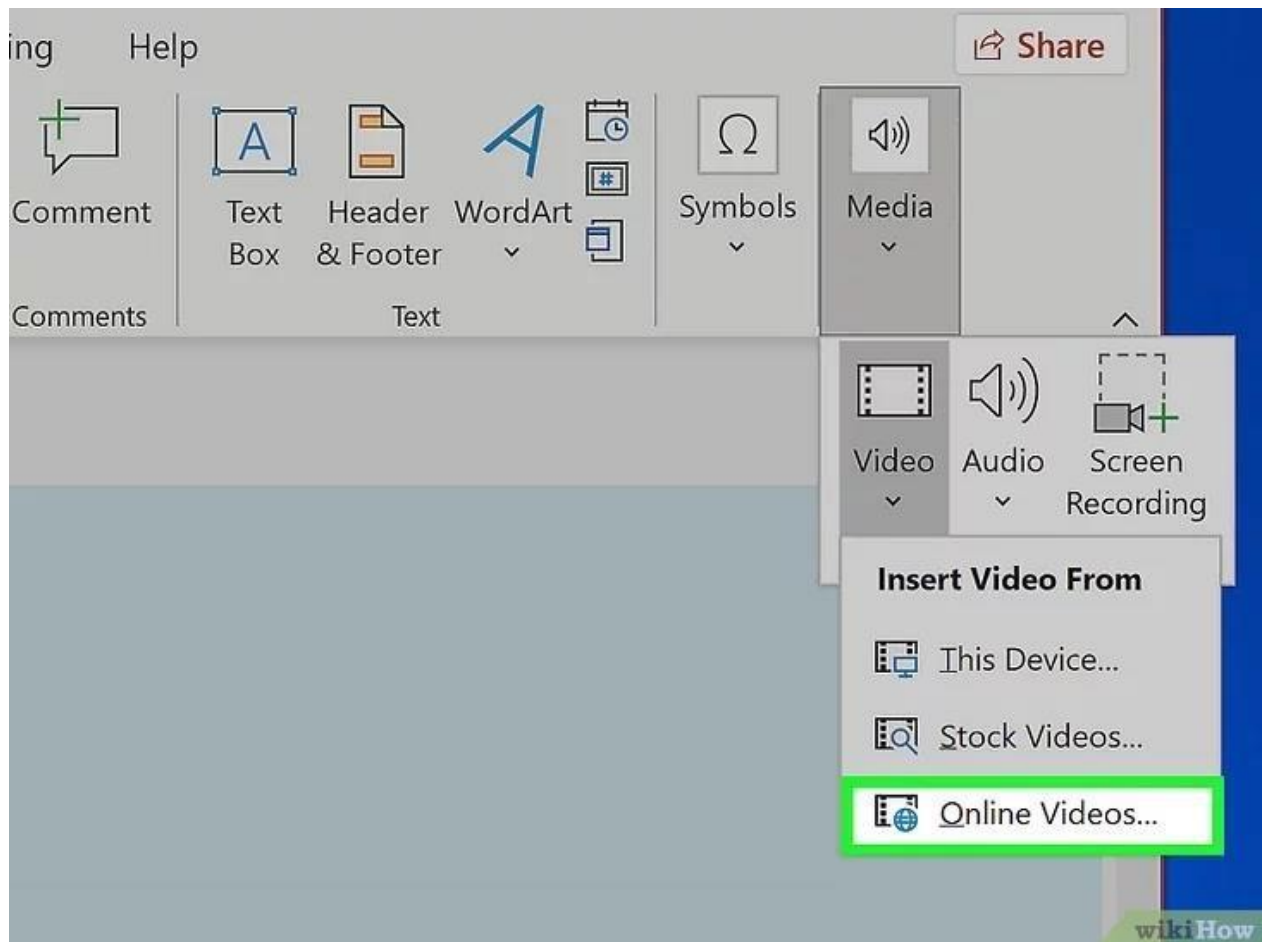 ing Help
Share
Comment
Text
Box
Header
& Footer
WordArt
Symbols
Media
Comments
Text
Video
Audio
Screen
Recording
Insert Video From
This Device...
Stock Videos...
Online Videos...
wikiHow